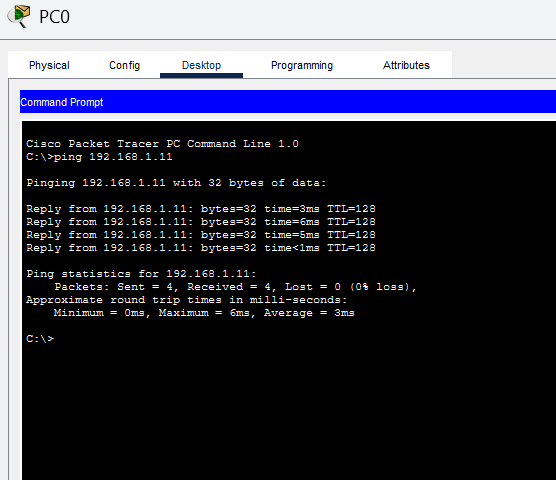 PC0
Physical Config Desktop Programming Attributes
Command Prompt
Cisco Packet Tracer PC Command Line 1.0
C:\>ping 192.168.1.11
Pinging 192.168.1.11 with 32 bytes of data:
Reply from 192.168.1.11: bytes=32 time=3ms TTL=128
Reply from 192.168.1.11: bytes=32 time=6ms TTL=128
Reply from 192.168.1.11: bytes=32 time=5ms TTL=128
Reply from 192.168.1.11: bytes=32 time<1ms TTL=128
Ping statistics for 192.168.1.11:
    Packets: Sent = 4, Received = 4, Lost = 0 (0% loss),
Approximate round trip times in milli-seconds:
    Minimum = 0ms, Maximum = 6ms, Average = 3ms
C:\>